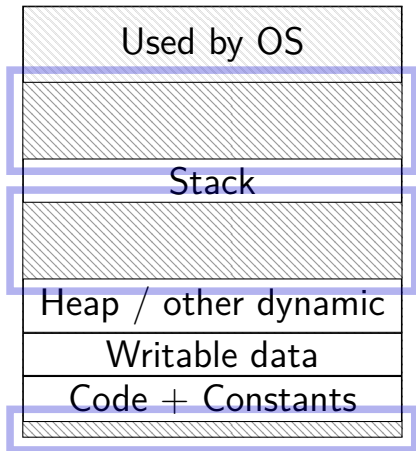 Used by OS
Stack
Heap / other dynamic
Writable data
Code + Constants